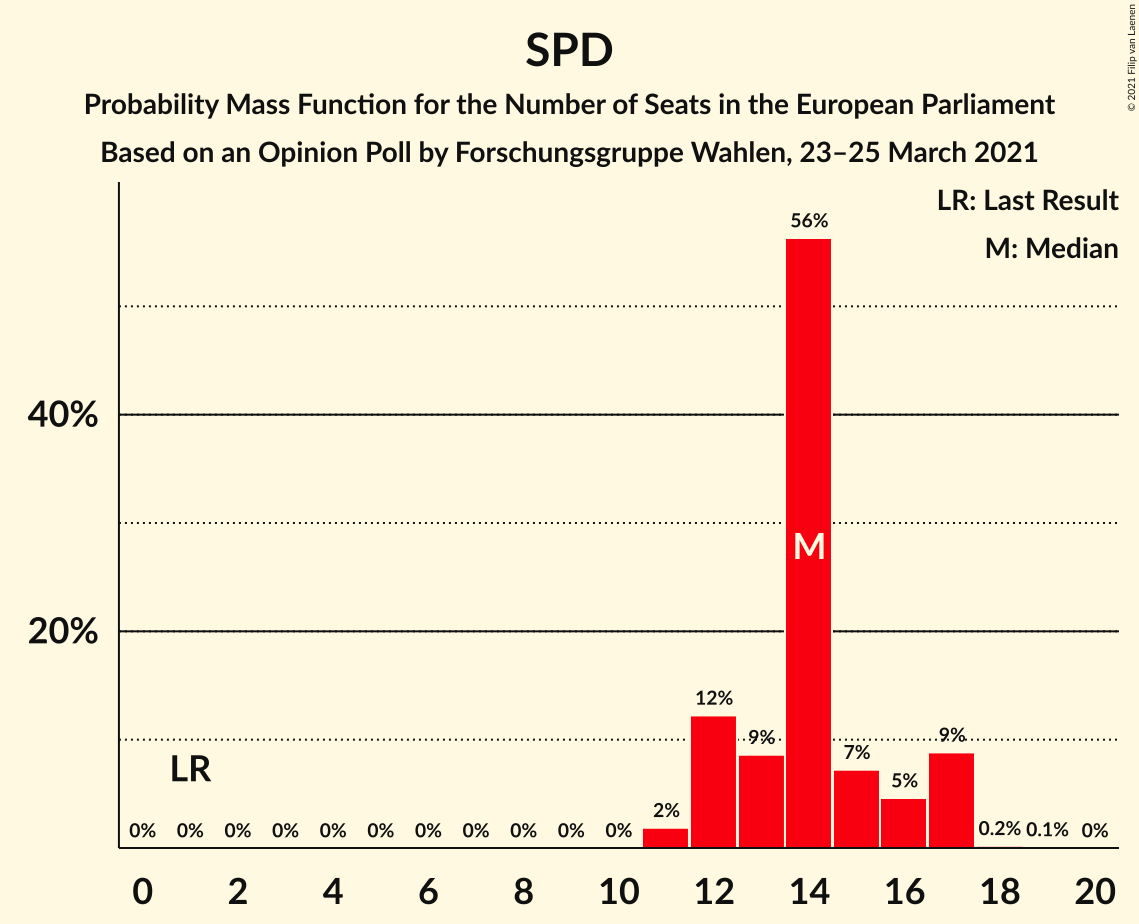 SPD
Probability Mass Function for the Number of Seats in the European Parliament
Based on an Opinion Poll by Forschungsgruppe Wahlen, 23–25 March 2021
© 2021 Filip van Laenen
LR: Last Result
M: Median
56%
40%
M
20%
12%
9%
9%
7%
LR
5%
2%
0% 0% 0% 0% 0% 0% 0% 0% 0% 0% 0% 0.2% 0.1% 0%
0 2 4 6 8 10 12 14 16 18 20